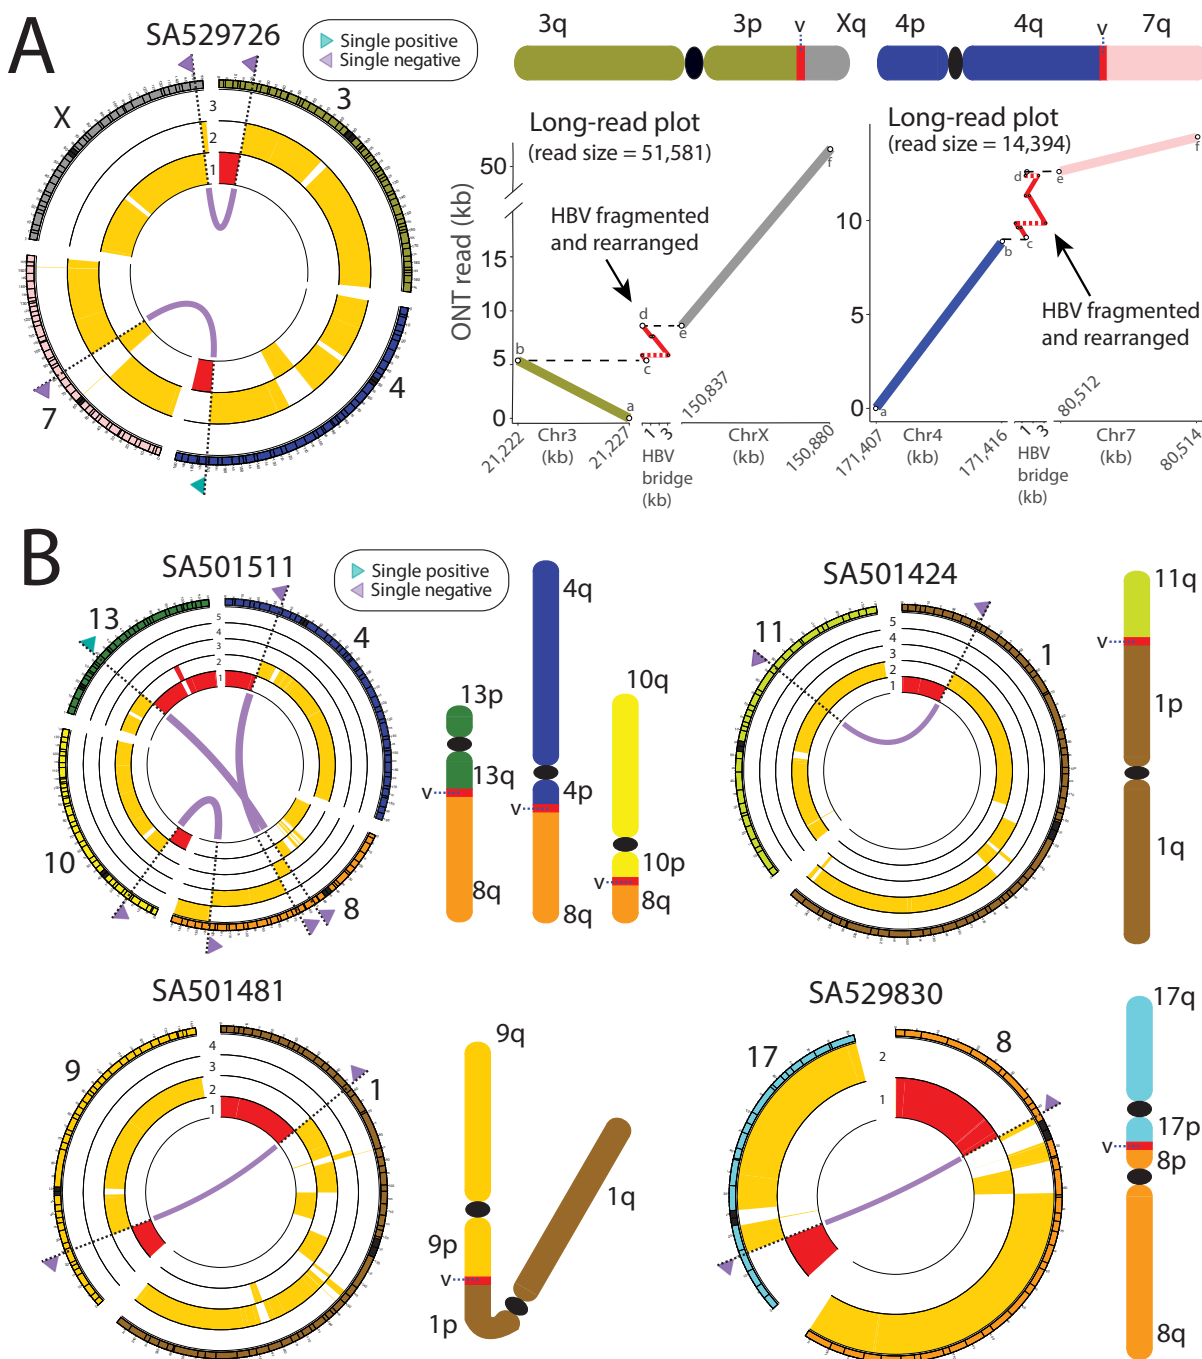 A
SA529726
Single positive
Single negative
3
X
4
7
3
2
1
3q
3p
v
Xq
4p
4q
v
7q
Long-read plot
(read size = 51,581)
HBV fragmented
and rearranged
ONT read (kb)
50
15
10
5
0
a
b
c
d
e
f
21,222
Chr3
(kb)
21,227
1
3
HBV
bridge
(kb)
150,837
ChrX
(kb)
150,880
Long-read plot
(read size = 14,394)
HBV fragmented
and rearranged
10
5
0
a
b
c
d
e
f
171,407
Chr4
(kb)
171,416
1
3
HBV
bridge
(kb)
80,512
Chr7
(kb)
80,514
B
SA501511
Single positive
Single negative
13
4
10
8
5
4
3
2
1
13p
13q
v
8q
4q
4p
v
8q
10q
10p
v
8q
SA501424
11
1
5
4
3
2
1
11q
v
1p
1q
SA501481
9
1
4
3
2
1
9q
9p
v
1p
1q
SA529830
17
8
2
1
17q
17p
v
8p
8q